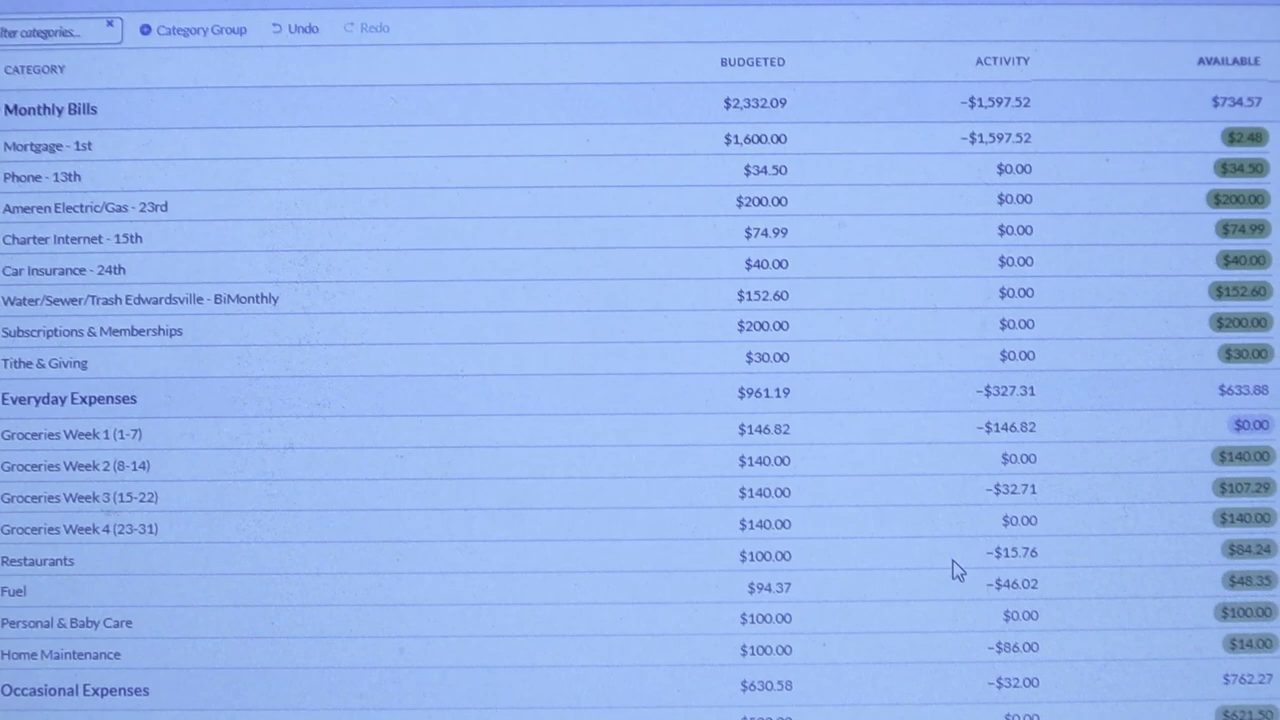 lter categories... × Category Group Undo Redo
CATEGORY BUDGETED ACTIVITY AVAILABLE
Monthly Bills $2,332.09 −$1,597.52 $734.57
Mortgage - 1st $1,600.00 −$1,597.52 $2.48
Phone - 13th $34.50 $0.00 $34.50
Ameren Electric/Gas - 23rd $200.00 $0.00 $200.00
Charter Internet - 15th $74.99 $0.00 $74.99
Car Insurance - 24th $40.00 $0.00 $40.00
Water/Sewer/Trash Edwardsville - BiMonthly $152.60 $0.00 $152.60
Subscriptions & Memberships $200.00 $0.00 $200.00
Tithe & Giving $30.00 $0.00 $30.00
Everyday Expenses $961.19 −$327.31 $633.88
Groceries Week 1 (1-7) $146.82 −$146.82 $0.00
Groceries Week 2 (8-14) $140.00 $0.00 $140.00
Groceries Week 3 (15-22) $140.00 −$32.71 $107.29
Groceries Week 4 (23-31) $140.00 $0.00 $140.00
Restaurants $100.00 −$15.76 $84.24
Fuel $94.37 −$46.02 $48.35
Personal & Baby Care $100.00 $0.00 $100.00
Home Maintenance $100.00 −$86.00 $14.00
Occasional Expenses $630.58 −$32.00 $762.27
$0.00 $621.50